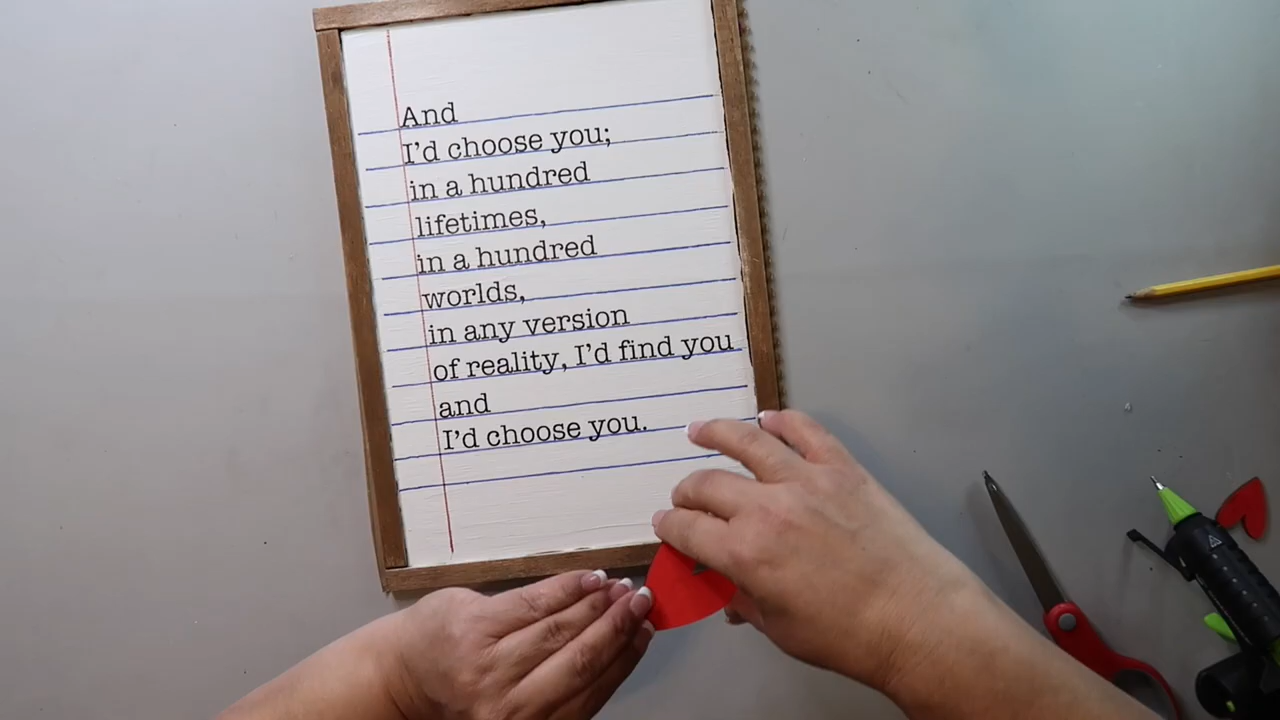 And
I'd choose you;
in a hundred
lifetimes,
in a hundred
worlds,
in any version
of reality, I'd find you
and
I'd choose you.